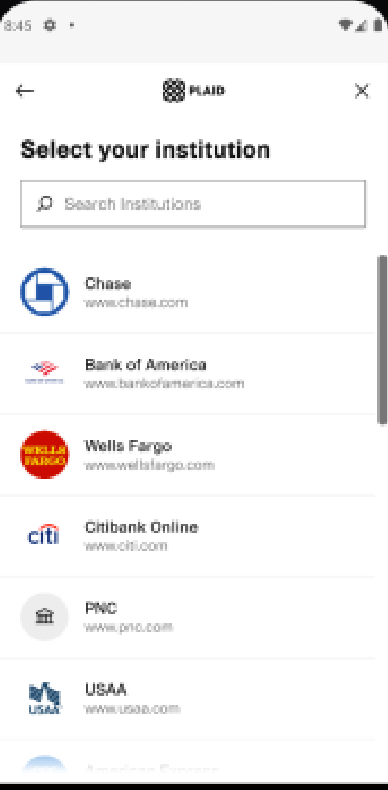 8:45
PLAID
Select your institution
Search Institutions
Chase
www.chase.com
Bank of America
www.bankofamerica.com
WELLS
FARGO
Wells Fargo
www.wellsfargo.com
citi
Citibank Online
www.citi.com
PNC
www.pnc.com
USAA
USAA
www.usaa.com
American Express